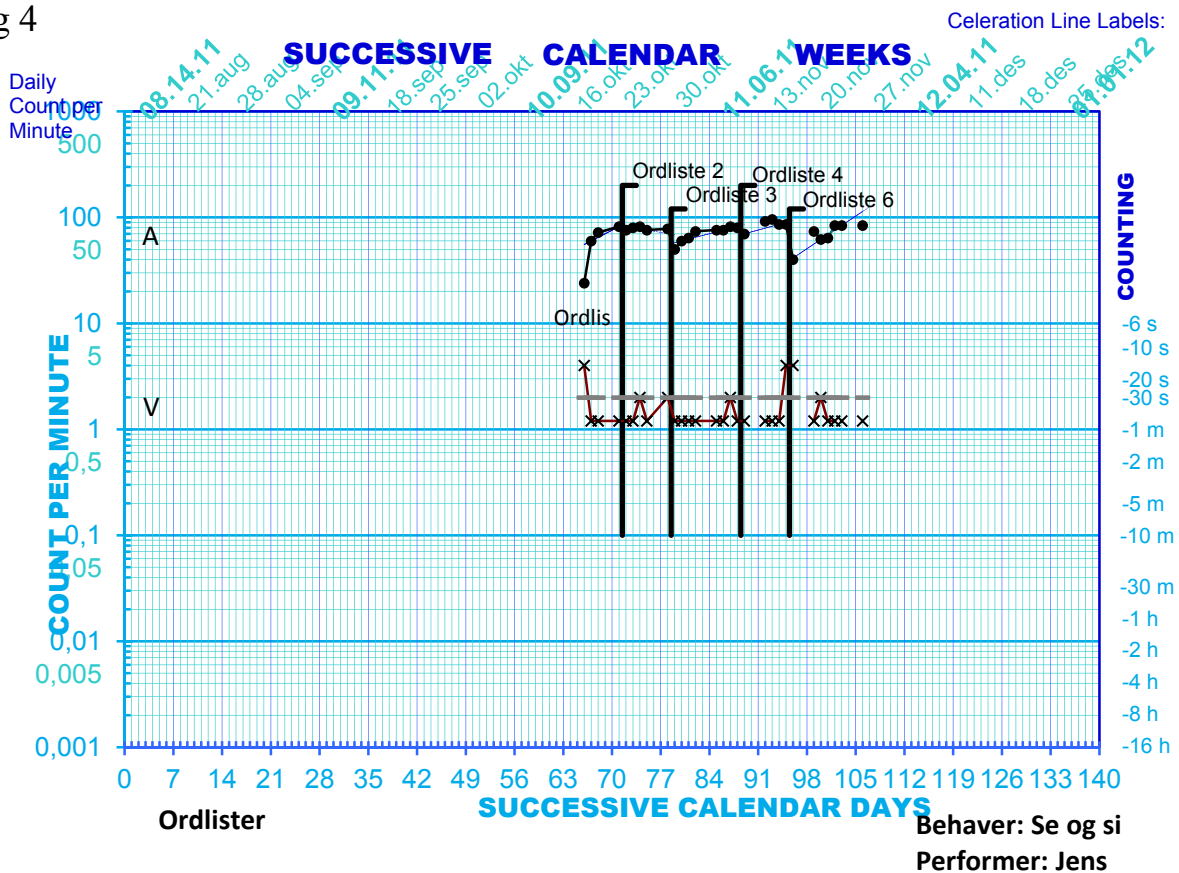 g 4
Celeration Line Labels:
SUCCESSIVE CALENDAR WEEKS
08.14.11 21.aug 28.aug 04.sep 09.11.11 18.sep 25.sep 02.okt 10.09.11 16.okt 23.okt 30.okt 11.06.11 13.nov 20.nov 27.nov 12.04.11 11.des 18.des 25.des 01.01.12
Daily
Count per
Minute
1000
500
100
50
10
5
1
0,5
0,1
0,05
0,01
0,005
0,001
COUNT PER MINUTE
A
V
Ordliste 2
Ordliste 3
Ordliste 4
Ordliste 6
Ordlis
COUNTING
-6 s
-10 s
-20 s
-30 s
-1 m
-2 m
-5 m
-10 m
-30 m
-1 h
-2 h
-4 h
-8 h
-16 h
0 7 14 21 28 35 42 49 56 63 70 77 84 91 98 105 112 119 126 133 140
SUCCESSIVE CALENDAR DAYS
Ordlister
Behaver: Se og si
Performer: Jens